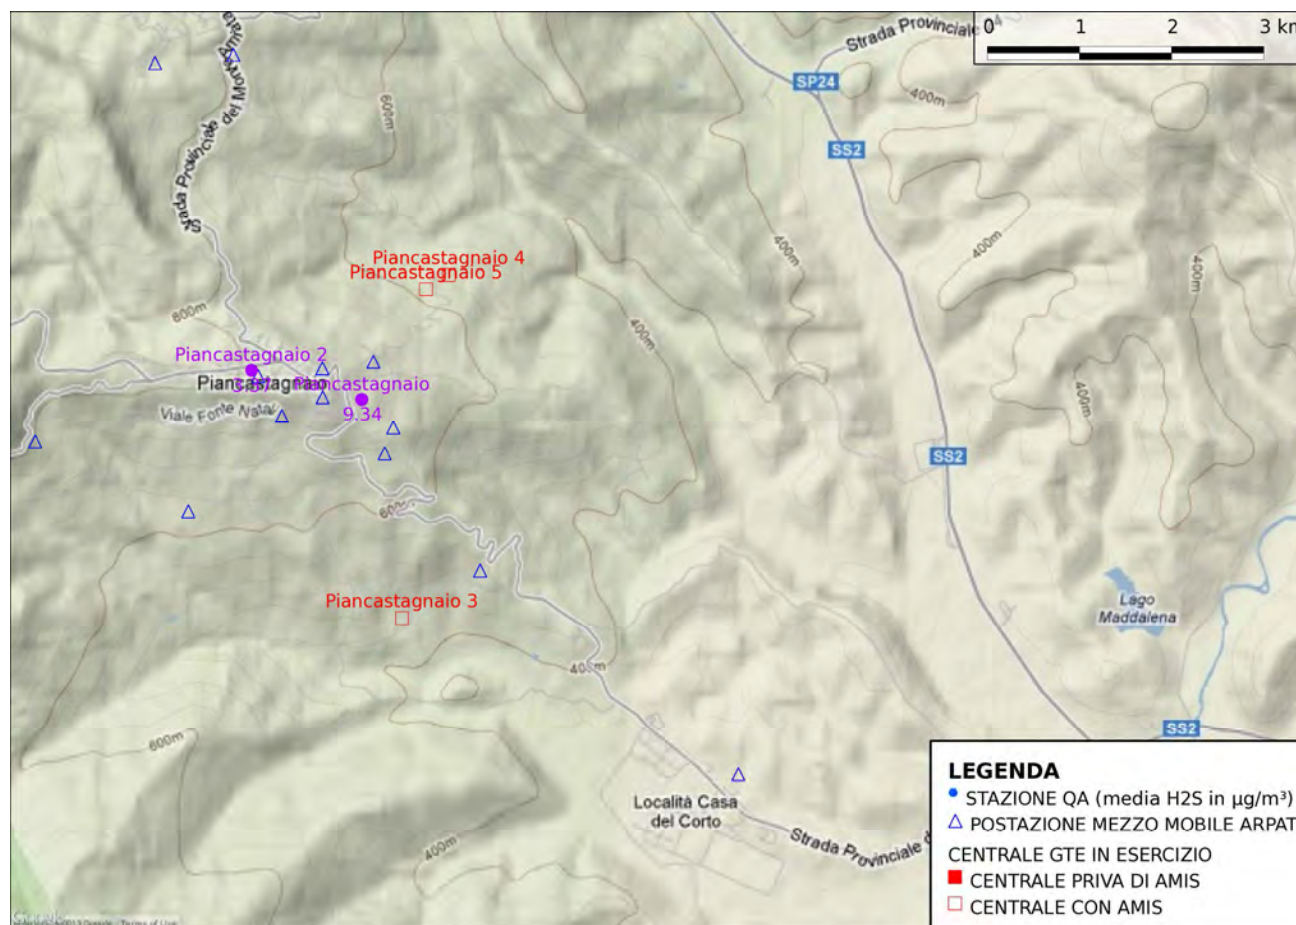 0 1 2 3 km
Strada Provinciale
SP24
400m
SS2
600m
Strada Provinciale del Monte Amiata
400m
400m
400m
Piancastagnaio 4
Piancastagnaio 5
800m
400m
Piancastagnaio 2
Piancastagnaio
Piancastagnaio
9.34
Viale Fonte Natal
400m
SS2
600m
Piancastagnaio 3
Lago
Maddalena
400m
600m
SS2
Località Casa
del Corto
400m
Strada Provinciale d
LEGENDA
STAZIONE QA (media H2S in µg/m³)
POSTAZIONE MEZZO MOBILE ARPAT
CENTRALE GTE IN ESERCIZIO
CENTRALE PRIVA DI AMIS
CENTRALE CON AMIS